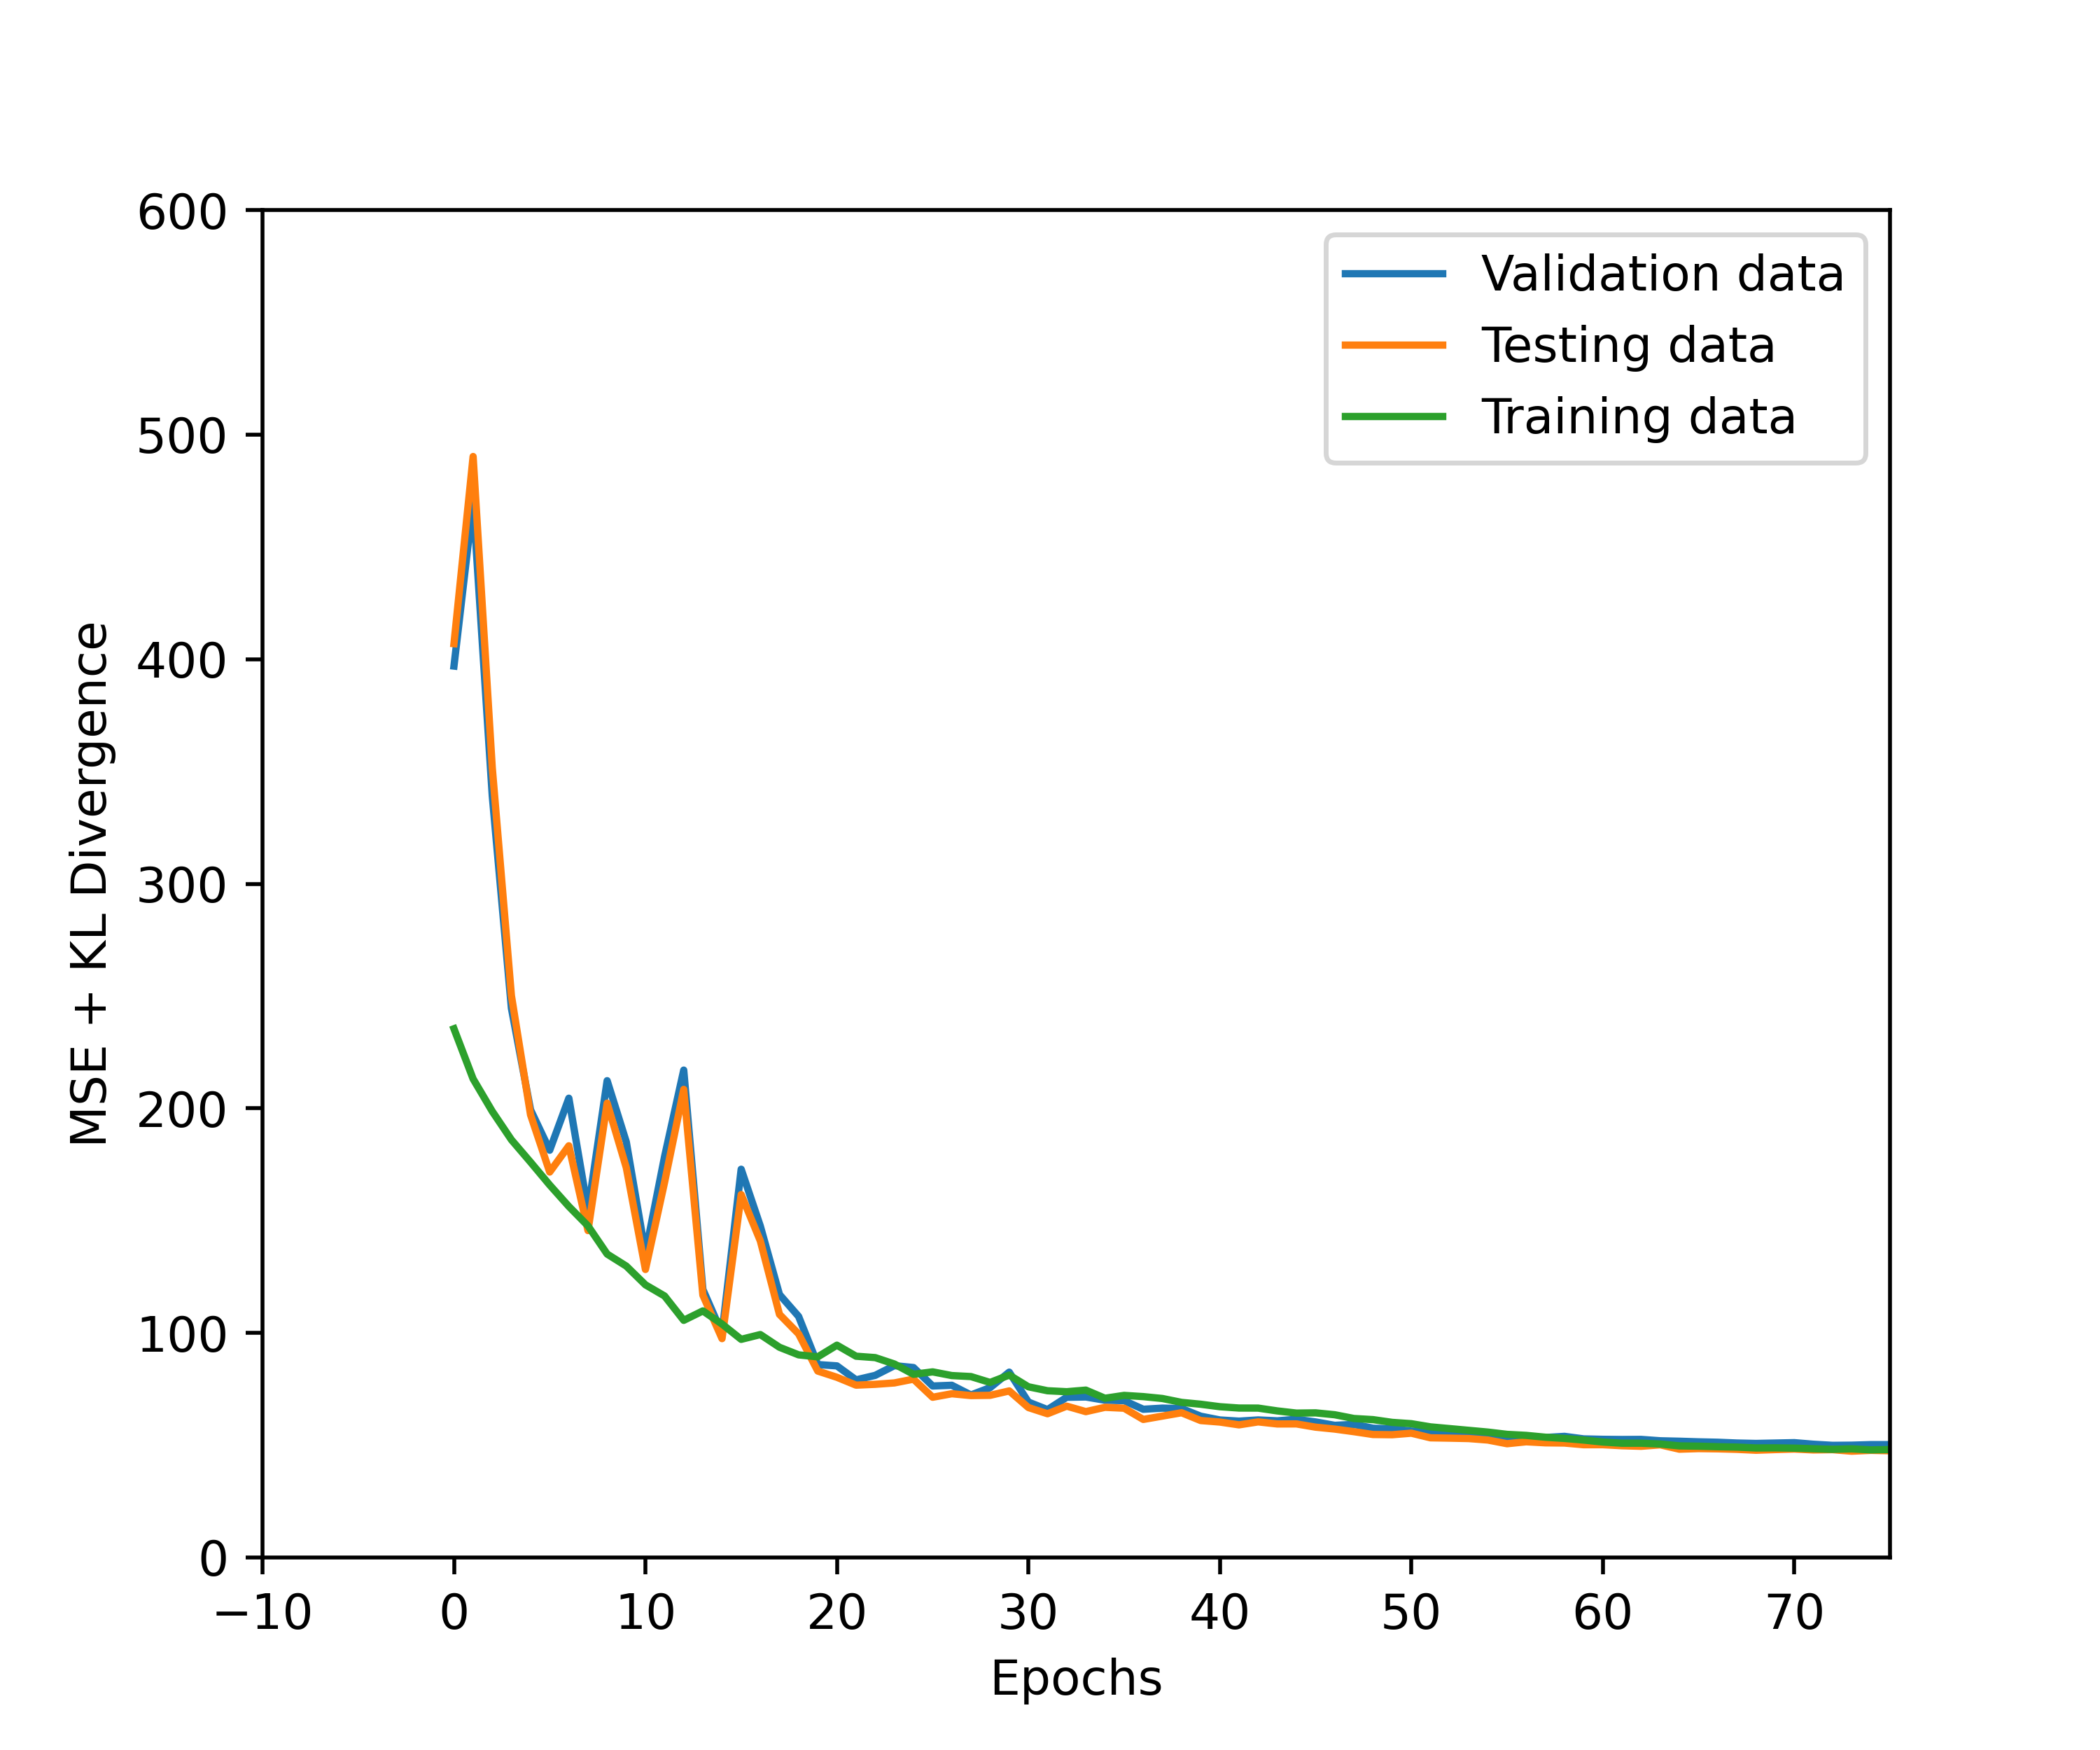 600
500
400
300
200
100
0
MSE + KL Divergence
Validation data
Testing data
Training data
−10 0 10 20 30 40 50 60 70
Epochs